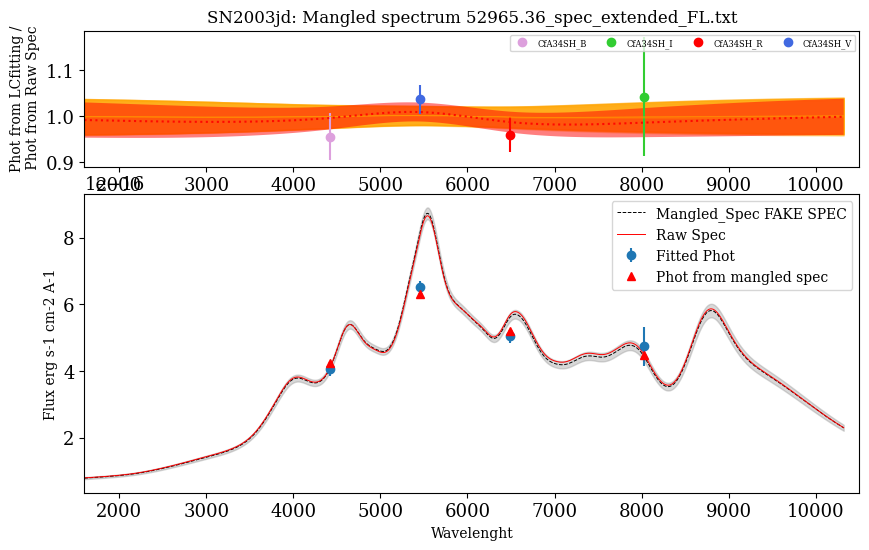 SN2003jd: Mangled spectrum 52965.36_spec_extended_FL.txt
Phot from LCfitting /
Phot from Raw Spec
CfA34SH_B CfA34SH_I CfA34SH_R CfA34SH_V
1.1
1.0
0.9
2000 3000 4000 5000 6000 7000 8000 9000 10000
1e−16
Mangled_Spec FAKE SPEC
Raw Spec
Fitted Phot
Phot from mangled spec
Flux erg s-1 cm-2 A-1
8
6
4
2
2000 3000 4000 5000 6000 7000 8000 9000 10000
Wavelenght